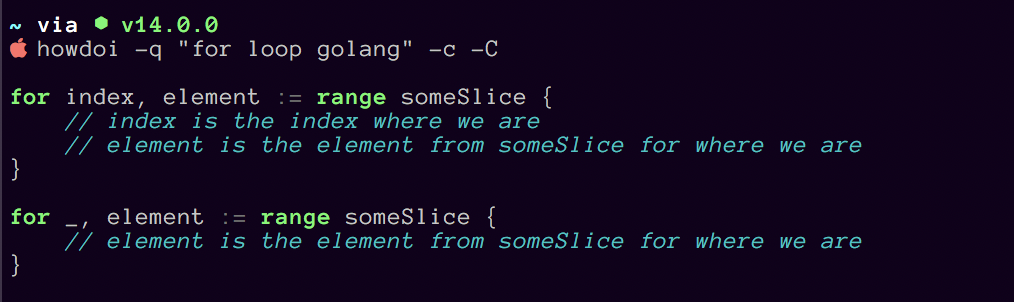 ~ via ⬢ v14.0.0
howdoi -q "for loop golang" -c -C
for index, element := range someSlice {
    // index is the index where we are
    // element is the element from someSlice for where we are
}
for _, element := range someSlice {
    // element is the element from someSlice for where we are
}